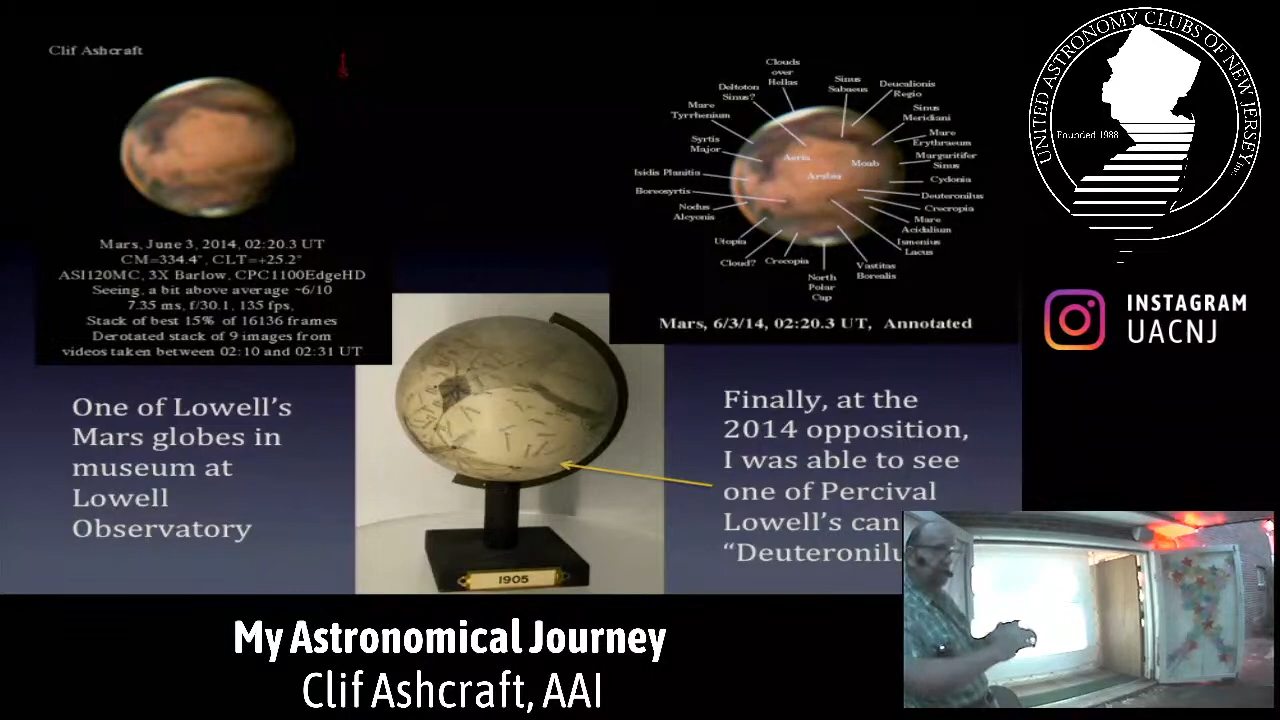 Clif Ashcraft
Mars, June 3, 2014, 02:20.3 UT
CM=334.4°, CLT=+25.2°
ASI120MC, 3X Barlow, CPC1100EdgeHD
Seeing, a bit above average ~6/10
7.35 ms, f/30.1, 135 fps,
Stack of best 15% of 16136 frames
Derotated stack of 9 images from
videos taken between 02:10 and 02:31 UT
Clouds
over
Hellas
Deltoton
Sinus?
Mare
Tyrrhenium
Syrtis
Major
Isidis Planitia
Boreosyrtis
Nodus
Alcyonis
Utopia
Cloud?
Crecopia
North
Polar
Cap
Vastitas
Borealis
Ismenius
Lacus
Mare
Acidalium
Crecropia
Deuteronilus
Cydonia
Margaritifer
Sinus
Mare
Erythraeum
Sinus
Meridiani
Deucalionis
Regio
Sinus
Sabaeus
Aeria
Moab
Arabia
Mars, 6/3/14, 02:20.3 UT, Annotated
One of Lowell's
Mars globes in
museum at
Lowell
Observatory
1905
Finally, at the
2014 opposition,
I was able to see
one of Percival
Lowell's can
"Deuteronilu
UNITED ASTRONOMY CLUBS OF NEW JERSEY, INC.
Founded 1988
INSTAGRAM
UACNJ
My Astronomical Journey
Clif Ashcraft, AAI